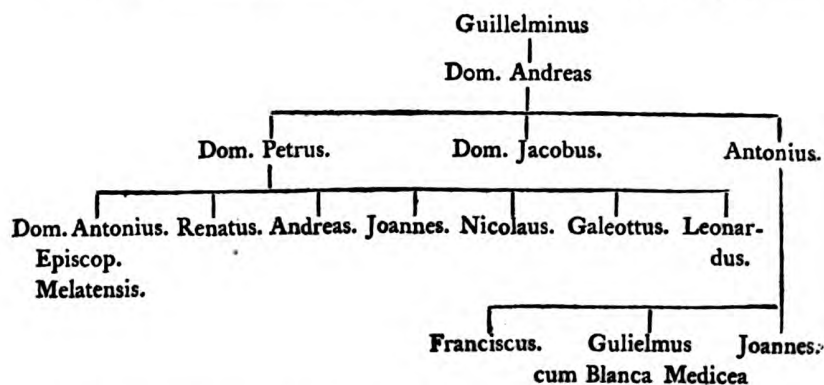 Guillelminus
Dom. Andreas
Dom. Petrus. Dom. Jacobus. Antonius.
Dom. Antonius. Renatus. Andreas. Joannes. Nicolaus. Galeottus. Leonar-
Episcop. dus.
Melatensis.
Franciscus. Gulielmus Joannes.
cum Blanca Medicea